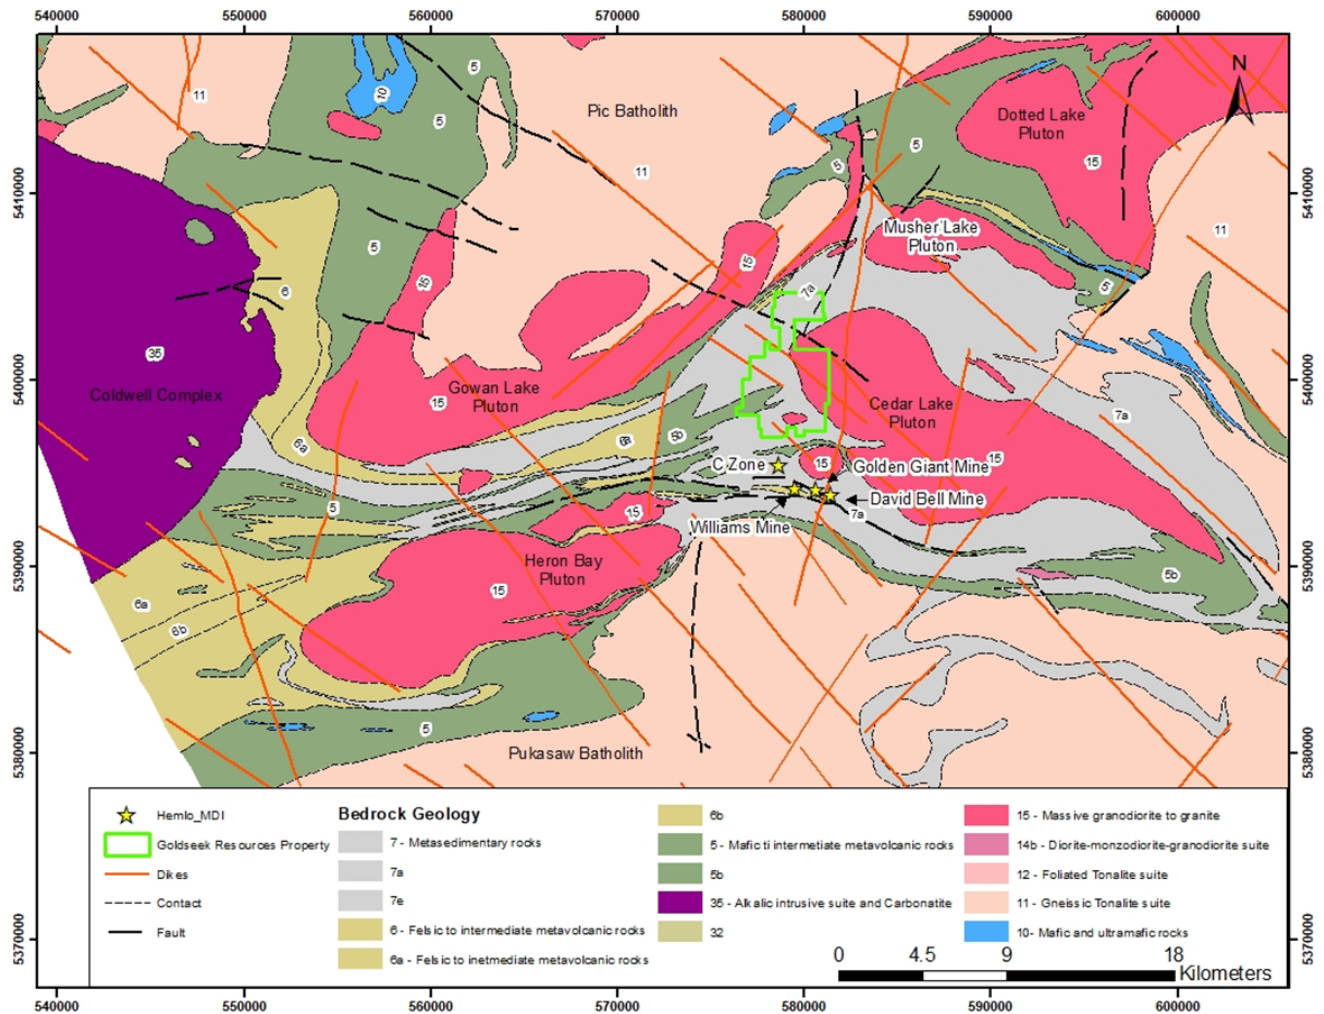 540000 550000 560000 570000 580000 590000 600000
5410000
5400000
5390000
5380000
5370000
5410000
5400000
5390000
5380000
5370000
N
11
10
5
5
Pic Batholith
11
5
5
Dotted Lake
Pluton
15
11
Musher Lake
Pluton
5
5
15
15
7a
6
35
Coldwell Complex
Gowan Lake
Pluton
15
Cedar Lake
Pluton
7a
6a
6a
5b
C Zone
15
Golden Giant Mine
15
David Bell Mine
Williams Mine
7a
5
15
Heron Bay
Pluton
15
5b
6a
6b
5
Pukasaw Batholith
Hemlo_MDI
Goldseek Resources Property
Dikes
Contact
Fault
Bedrock Geology
7 - Metasedimentary rocks
7a
7e
6 - Felsic to intermediate metavolcanic rocks
6a - Felsic to inetmediate metavolcanic rocks
6b
5 - Mafic ti intermetiate metavolcanic rocks
5b
35 - Alkalic intrusive suite and Carbonatite
32
15 - Massive granodiorite to granite
14b - Diorite-monzodiorite-granodiorite suite
12 - Foliated Tonalite suite
11 - Gneissic Tonalite suite
10- Mafic and ultramafic rocks
0 4.5 9 18
Kilometers
540000 550000 560000 570000 580000 590000 600000